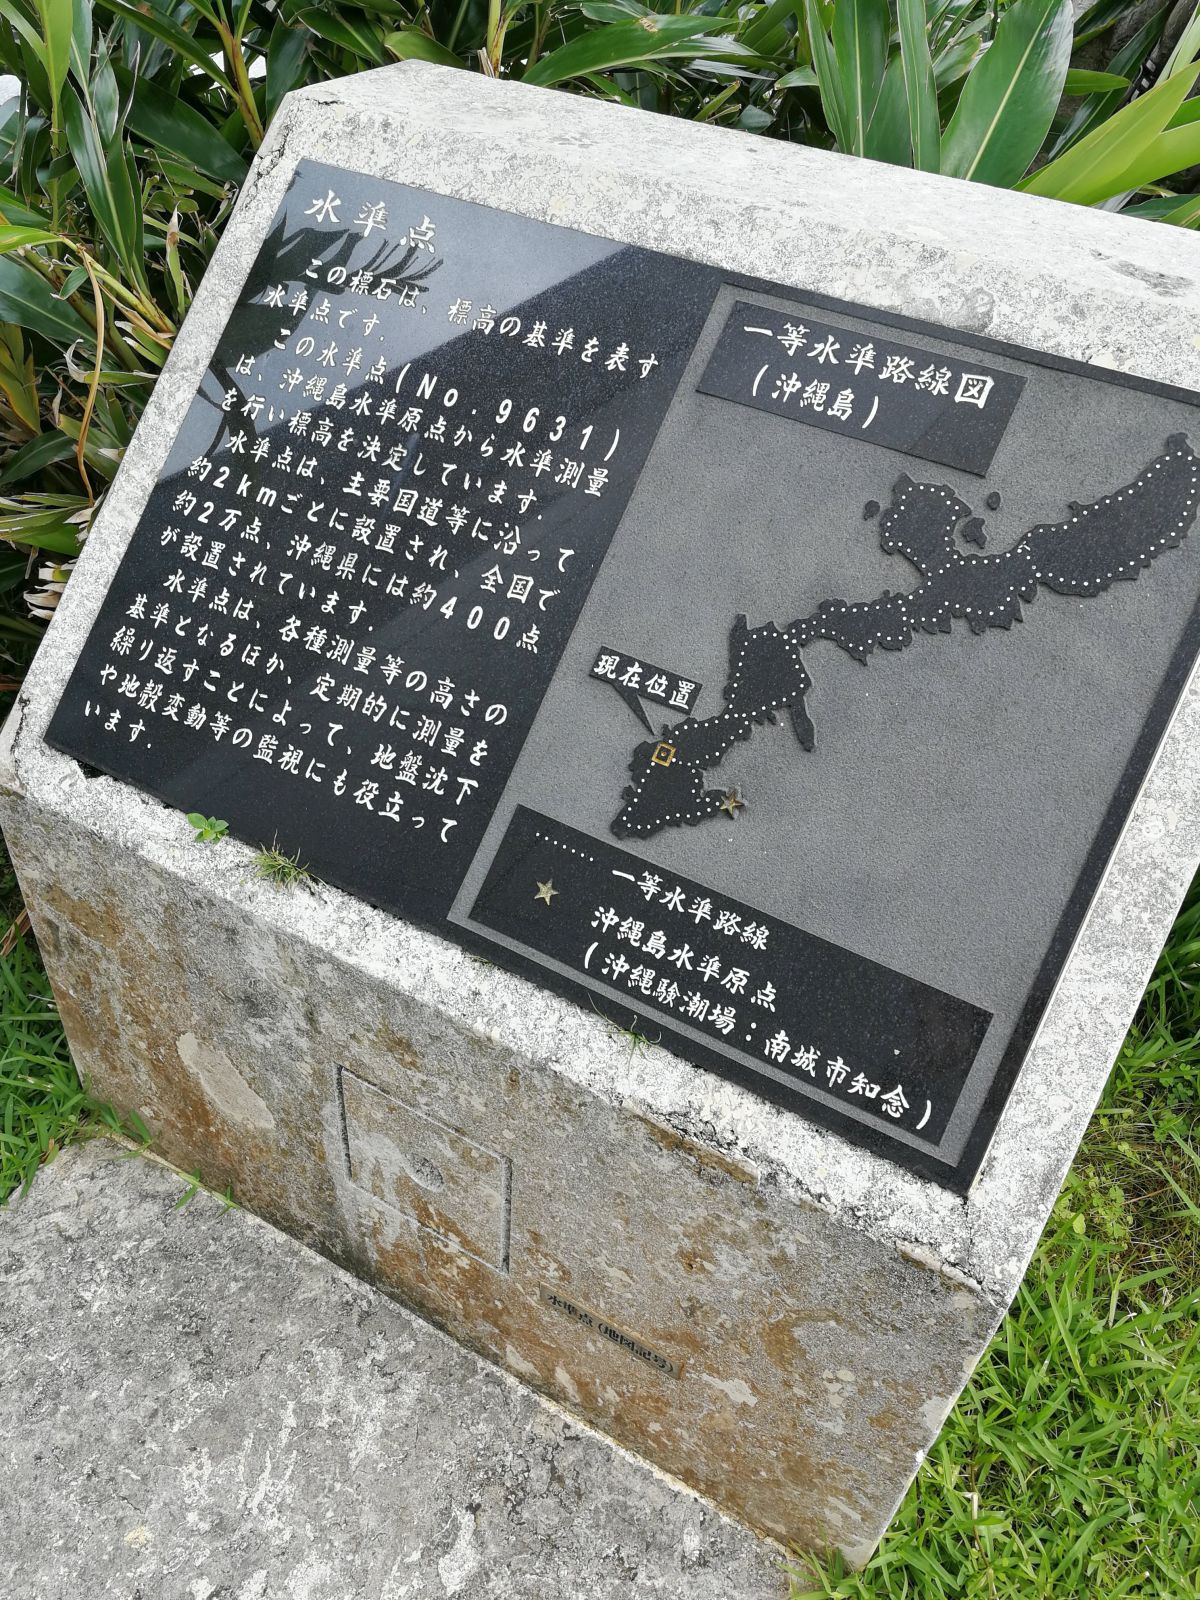 水準点
この標石は、標高の基準を表す
水準点です.
この水準点(No.9631)
は、沖縄島水準原点から水準測量
を行い標高を決定しています.
水準点は、主要国道等に沿って
約2kmごとに設置され、全国で
約2万点、沖縄県には約400点
が設置されています.
水準点は、各種測量等の高さの
基準となるほか、定期的に測量を
繰り返すことによって、地盤沈下
や地殻変動等の監視にも役立って
います.
一等水準路線図
(沖縄島)
現在位置
一等水準路線
沖縄島水準原点
(沖縄験潮場:南城市知念)
水準点(地図記号)